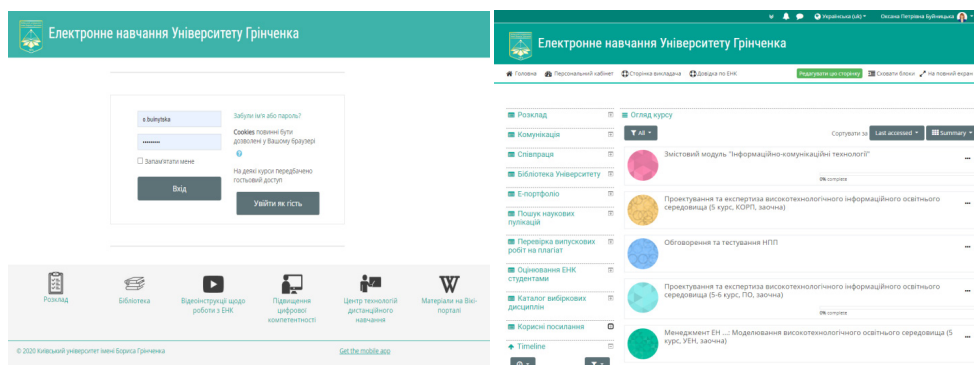 Електронне навчання Університету Грінченка
o buinytska
Забули ім'я або пароль?
Cookies повинні бути
дозволені у Вашому браузері
Запам'ятати мене
На деякі курси передбачено
гостьовий доступ
Вхід
Увійти як гість
Розклад
Бібліотека
Відеоінструкції щодо
роботи з ЕНК
Підвищення
цифрової
компетентності
Центр технологій
дистанційного
навчання
Матеріали на Вікі-
порталі
© 2020 Київський університет імені Бориса Грінченка
Get the mobile app
Українська (uk)
Оксана Петрівна Буйницька
Електронне навчання Університету Грінченка
Головна
Персональний кабінет
Сторінка викладача
Довідка по ЕНК
Редагувати цю сторінку
Сховати блоки
На повний екран
Розклад
Комунікація
Співпраця
Бібліотека Університету
Е-портфоліо
Пошук наукових
пулікацій
Перевірка випускових
робіт на плагіат
Оцінювання ЕНК
студентами
Каталог вибіркових
дисциплін
Корисні посилання
Timeline
Огляд курсу
All
Сортувати за
Last accessed
Summary
Змістовий модуль "Інформаційно-комунікаційні технології"
0% complete
Проектування та експертиза високотехнологічного інформаційного освітнього
середовища (5 курс, КОРП, заочна)
Обговорення та тестування НПП
Проектування та експертиза високотехнологічного інформаційного освітнього
середовища (5-6 курс, ПО, заочна)
0% complete
Менеджмент ЕН ...: Моделювання високотехнологічного освітнього середовища (5
курс, УЕН, заочна)